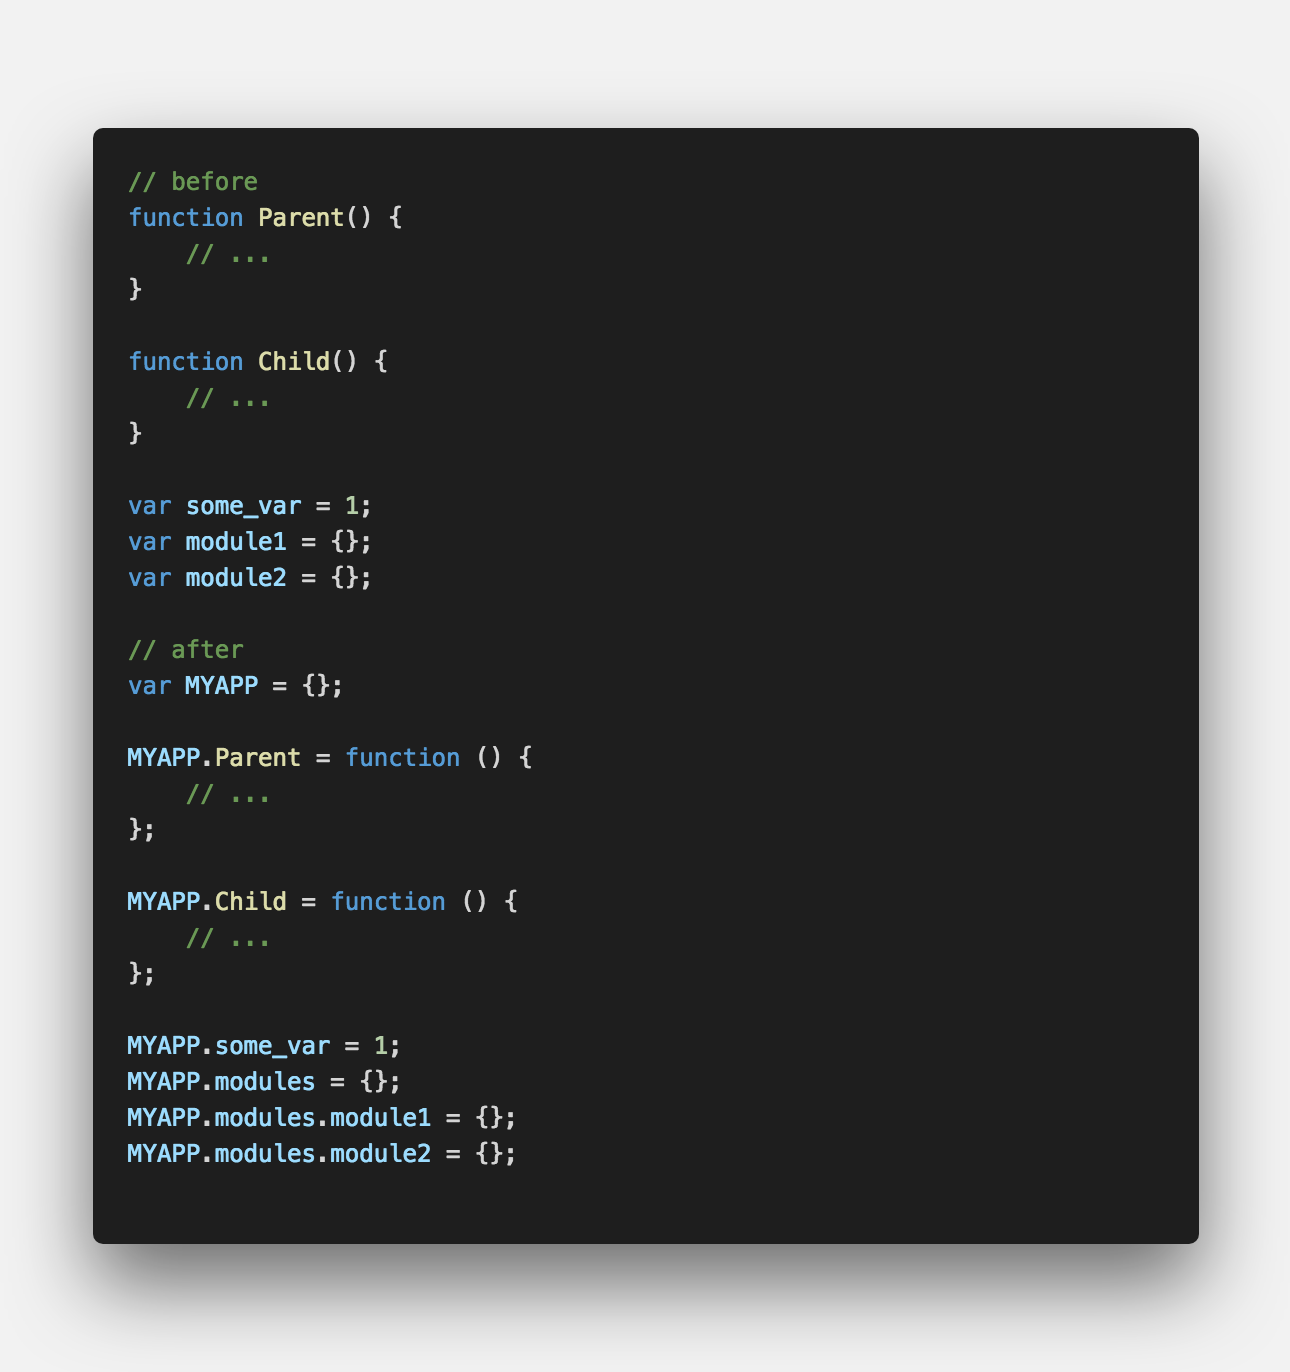 // before
function Parent() {
    // ...
}

function Child() {
    // ...
}

var some_var = 1;
var module1 = {};
var module2 = {};

// after
var MYAPP = {};

MYAPP.Parent = function () {
    // ...
};

MYAPP.Child = function () {
    // ...
};

MYAPP.some_var = 1;
MYAPP.modules = {};
MYAPP.modules.module1 = {};
MYAPP.modules.module2 = {};